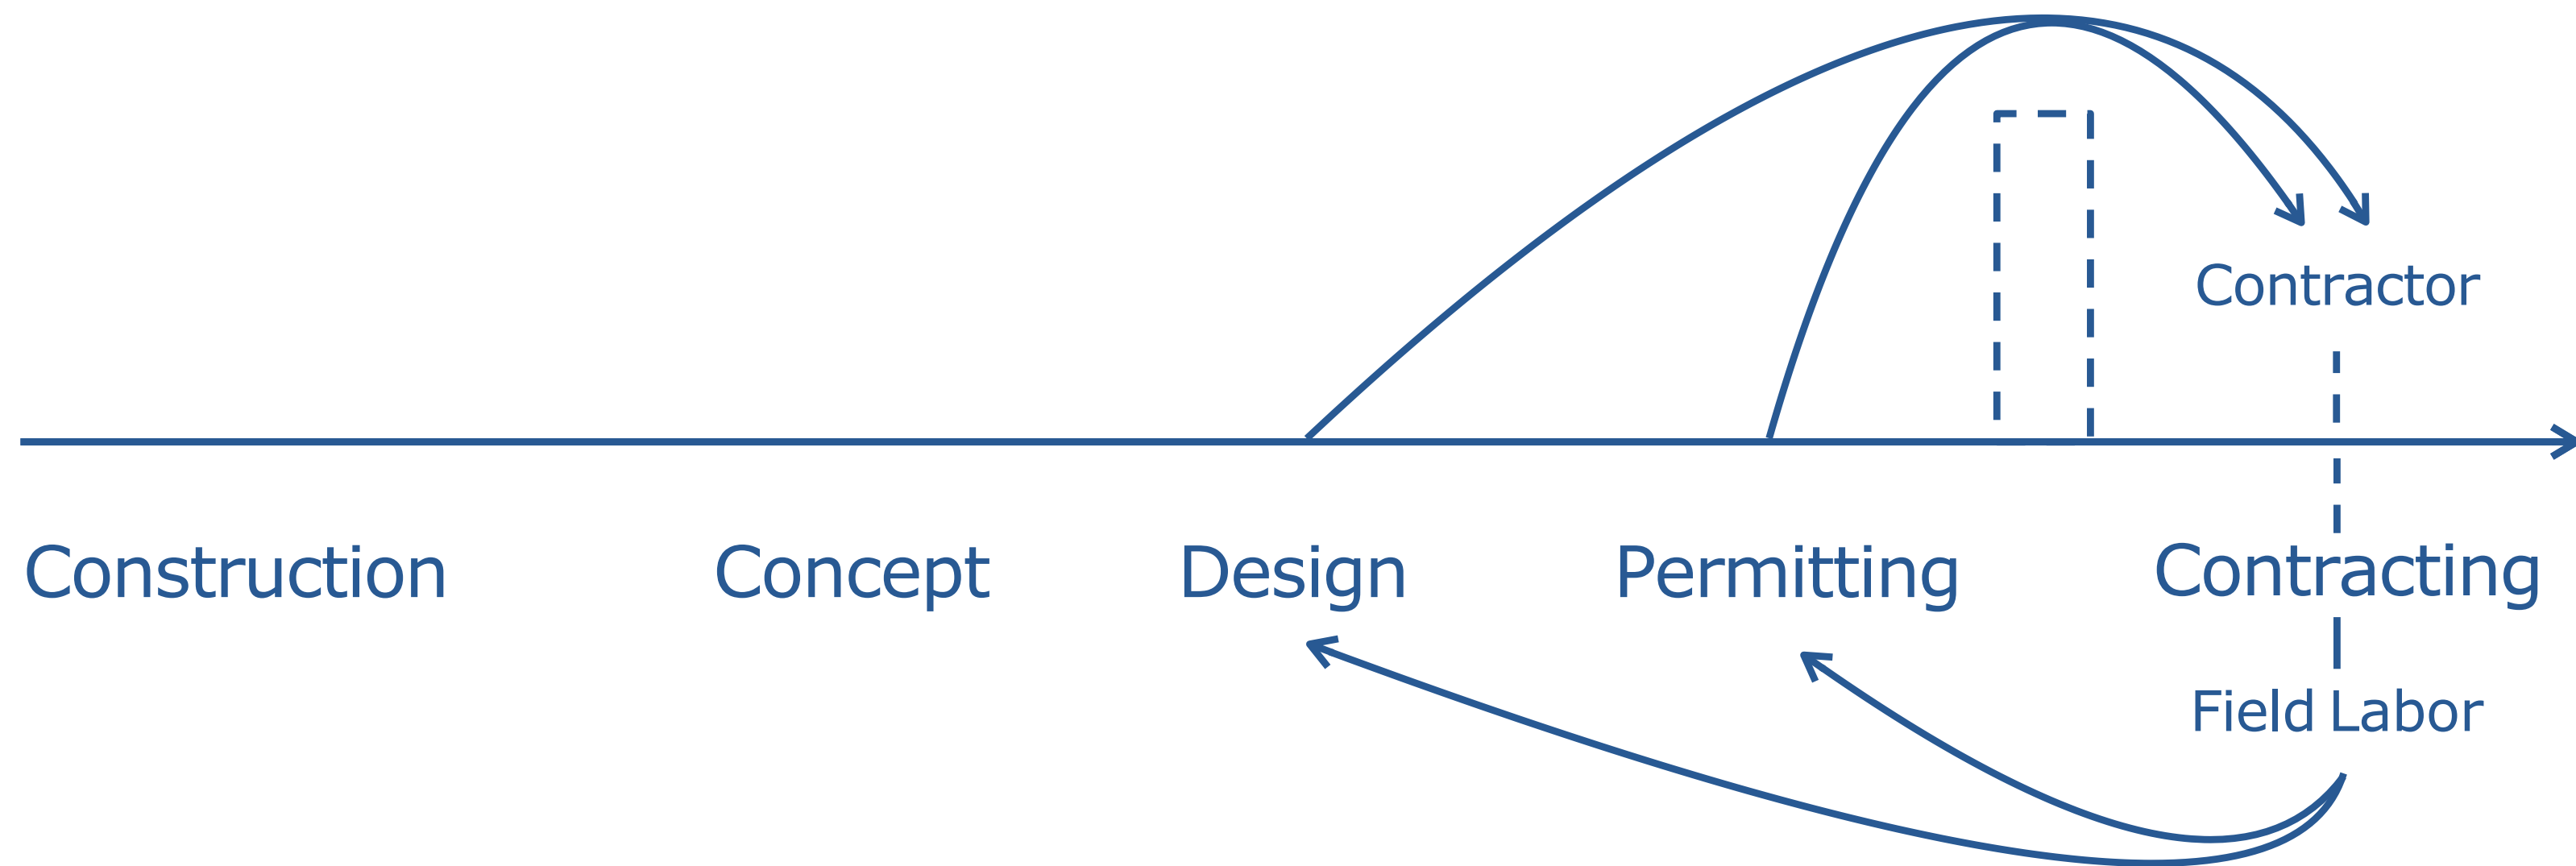 Contractor
Construction Concept Design Permitting Contracting
Field Labor